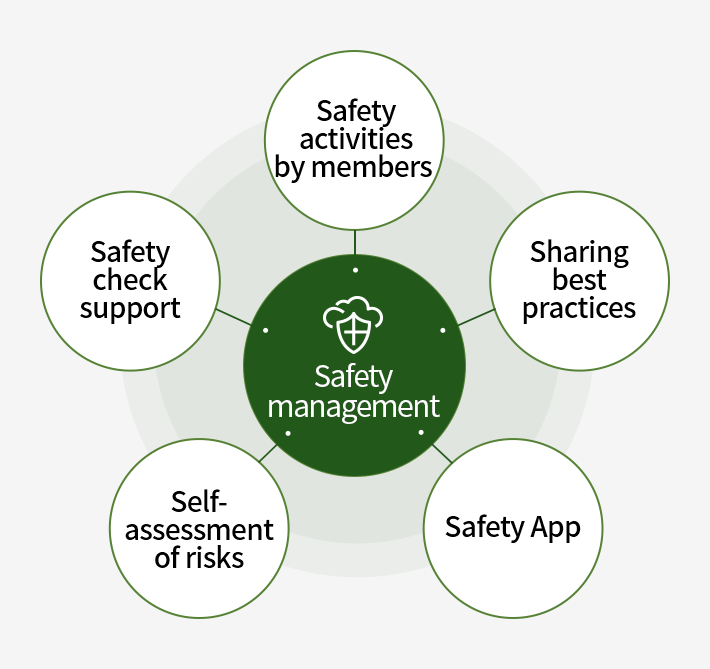 Safety
activities
by members
Safety
check
support
Sharing
best
practices
Safety
management
Self-
assessment
of risks
Safety App